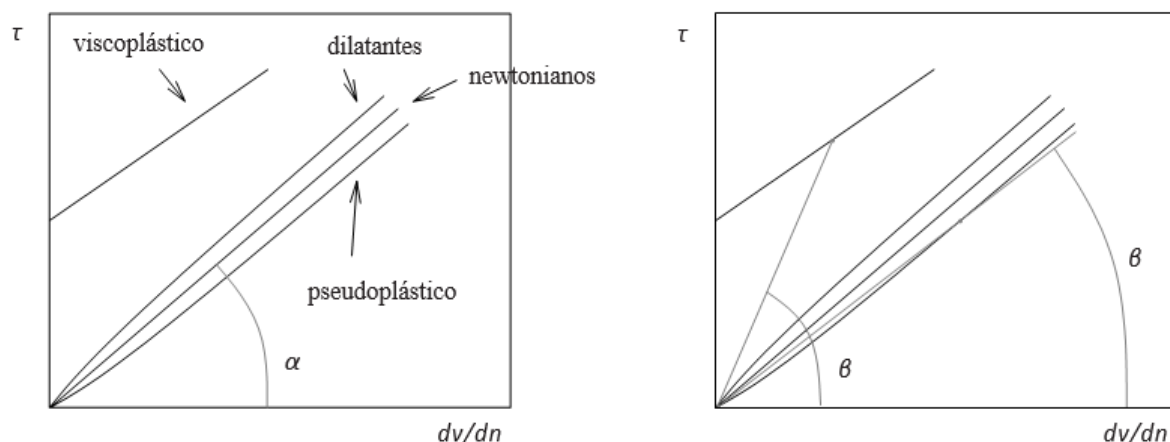 τ
viscoplástico
dilatantes
newtonianos
pseudoplástico
α
dv/dn
τ
β
β
dv/dn